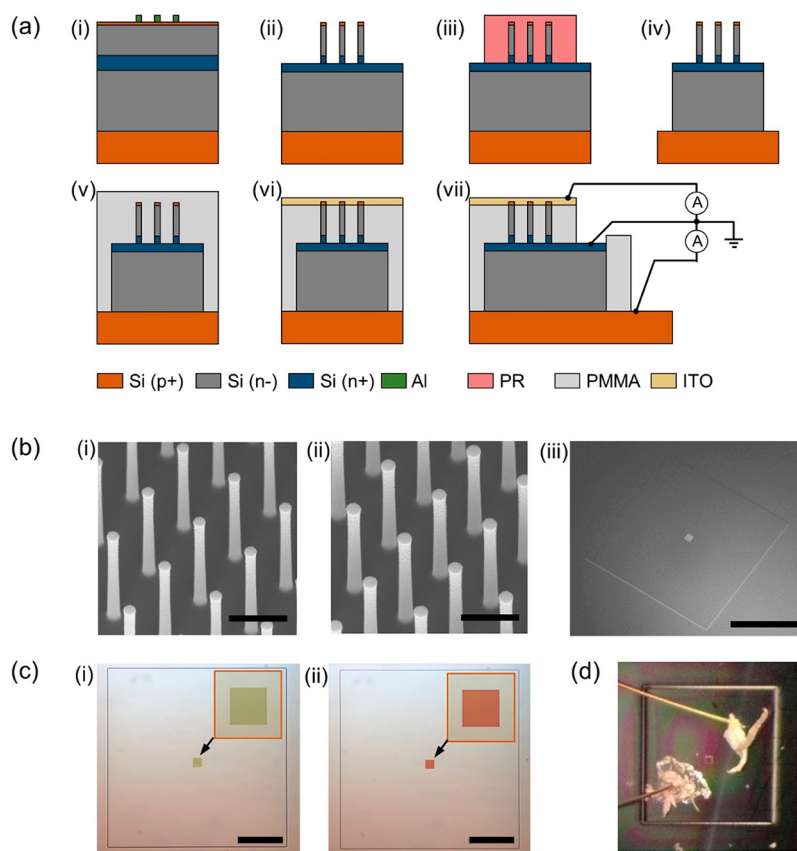 (a) (i) (ii) (iii) (iv)
(v) (vi) (vii) A
A
Si (p+) Si (n-) Si (n+) Al PR PMMA ITO
(b) (i) (ii) (iii)
(c) (i) (ii) (d)